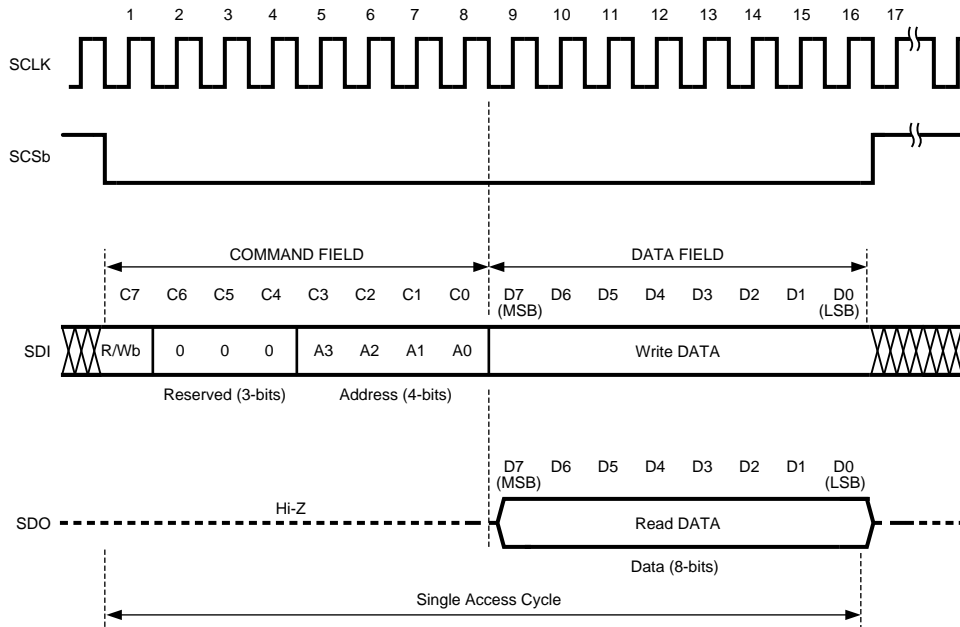 1 2 3 4 5 6 7 8 9 10 11 12 13 14 15 16 17
SCLK
SCSb
COMMAND FIELD DATA FIELD
C7 C6 C5 C4 C3 C2 C1 C0 D7 D6 D5 D4 D3 D2 D1 D0
(MSB) (LSB)
SDI R/Wb 0 0 0 A3 A2 A1 A0 Write DATA
Reserved (3-bits) Address (4-bits)
D7 D6 D5 D4 D3 D2 D1 D0
(MSB) (LSB)
Hi-Z
SDO Read DATA
Data (8-bits)
Single Access Cycle